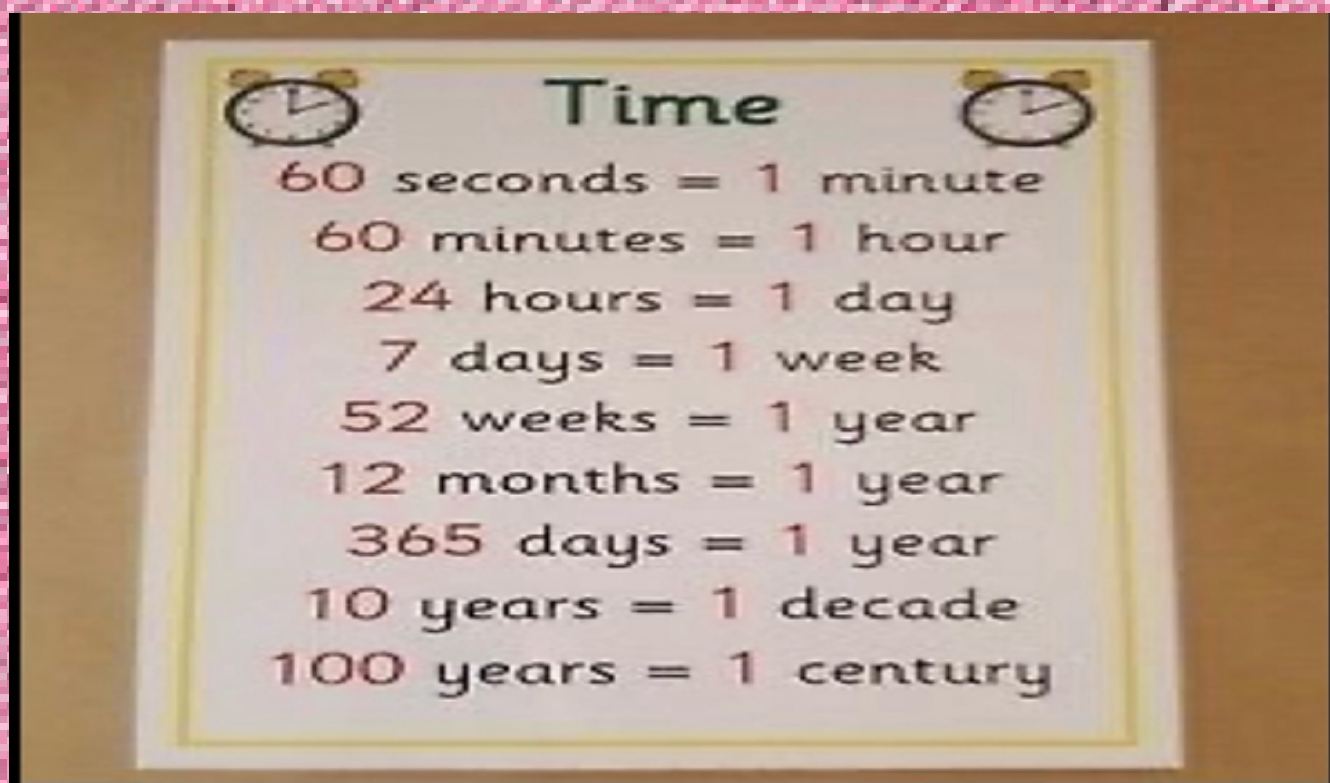 Time
60 seconds = 1 minute
60 minutes = 1 hour
24 hours = 1 day
7 days = 1 week
52 weeks = 1 year
12 months = 1 year
365 days = 1 year
10 years = 1 decade
100 years = 1 century